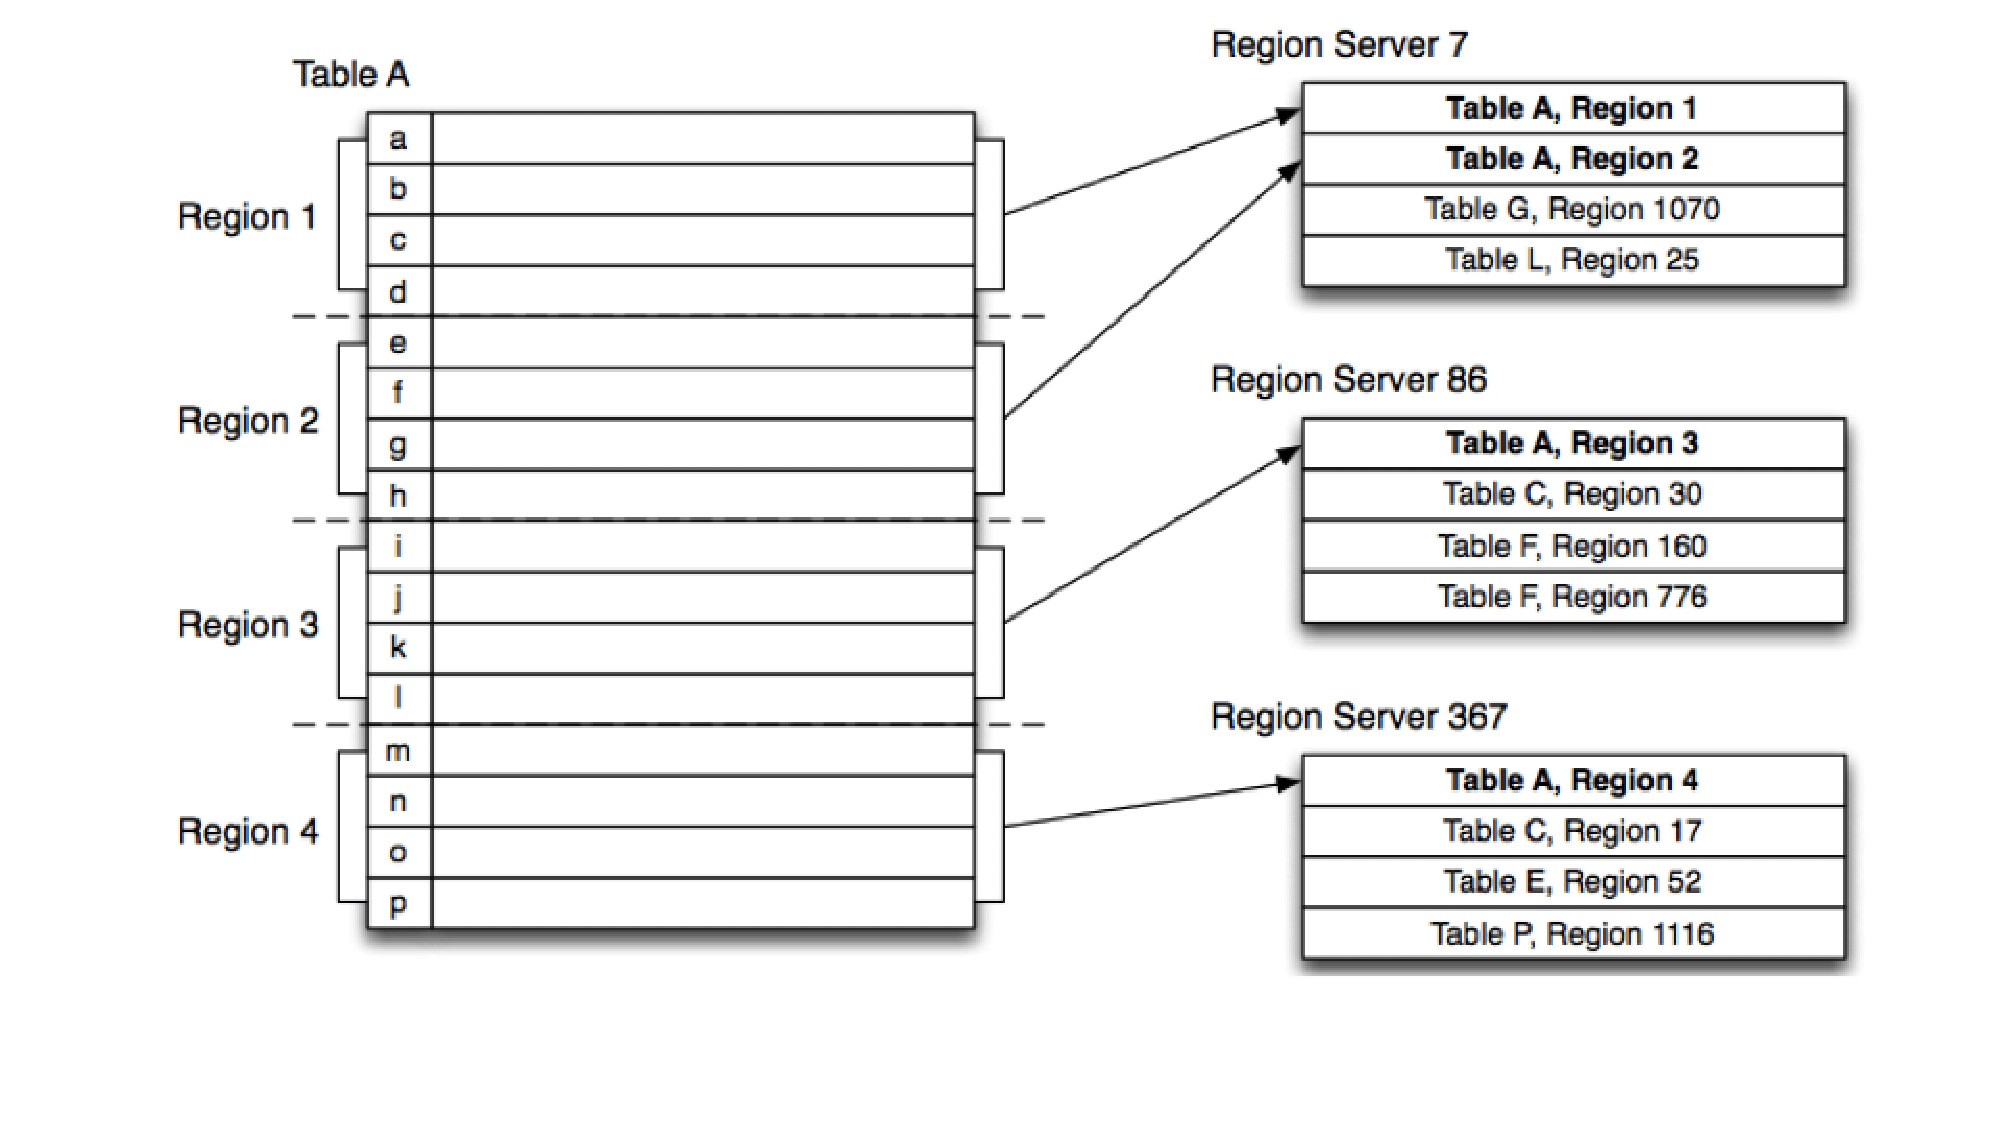 Table A
Region 1
a
b
c
d
Region 2
e
f
g
h
Region 3
i
j
k
l
Region 4
m
n
o
p
Region Server 7
Table A, Region 1
Table A, Region 2
Table G, Region 1070
Table L, Region 25
Region Server 86
Table A, Region 3
Table C, Region 30
Table F, Region 160
Table F, Region 776
Region Server 367
Table A, Region 4
Table C, Region 17
Table E, Region 52
Table P, Region 1116